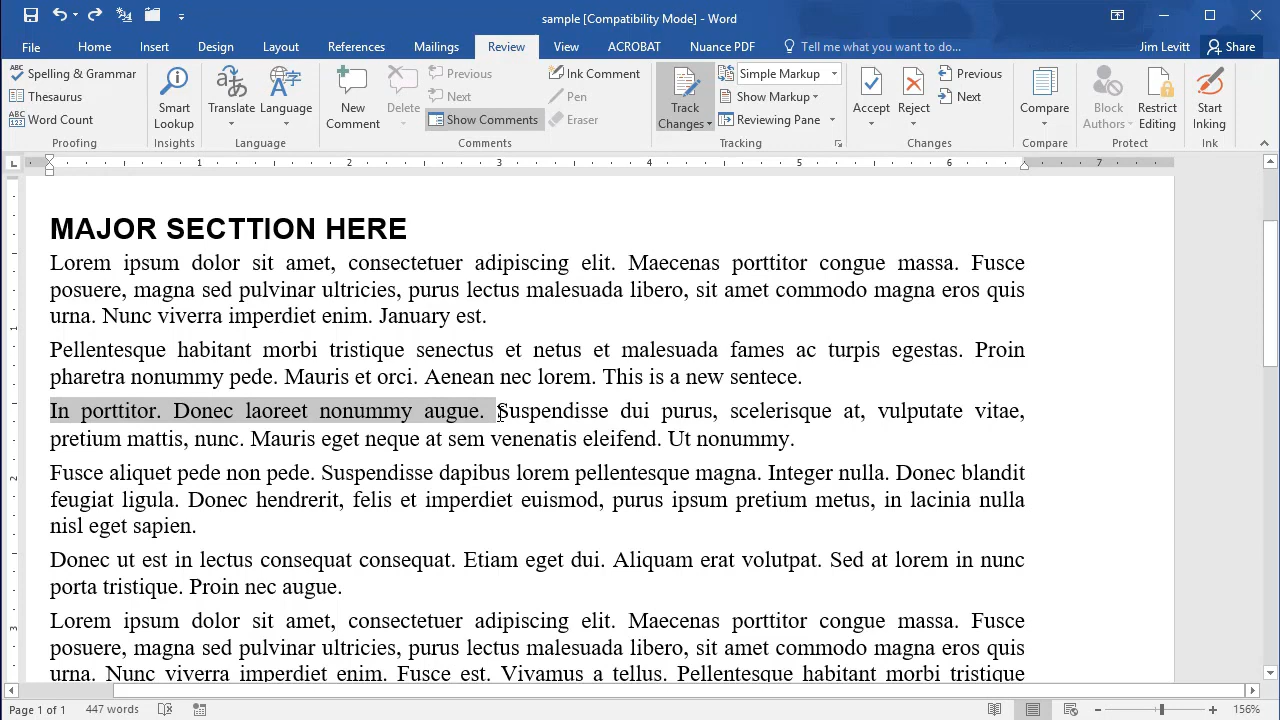 sample [Compatibility Mode] - Word
File Home Insert Design Layout References Mailings Review View ACROBAT Nuance PDF Tell me what you want to do... Jim Levitt Share
ABC Spelling & Grammar
Thesaurus
ABC 123 Word Count
Proofing
Smart Lookup
Insights
Translate
Language
Language
New Comment
Delete
Previous
Next
Show Comments
Comments
Ink Comment
Pen
Eraser
Track Changes
Simple Markup
Show Markup
Reviewing Pane
Tracking
Accept
Reject
Previous
Next
Changes
Compare
Compare
Block Authors
Restrict Editing
Protect
Start Inking
Ink
1 2 3 4 5 6 7
MAJOR SECTTION HERE
Lorem ipsum dolor sit amet, consectetuer adipiscing elit. Maecenas porttitor congue massa. Fusce
posuere, magna sed pulvinar ultricies, purus lectus malesuada libero, sit amet commodo magna eros quis
urna. Nunc viverra imperdiet enim. January est.
Pellentesque habitant morbi tristique senectus et netus et malesuada fames ac turpis egestas. Proin
pharetra nonummy pede. Mauris et orci. Aenean nec lorem. This is a new sentece.
In porttitor. Donec laoreet nonummy augue. Suspendisse dui purus, scelerisque at, vulputate vitae,
pretium mattis, nunc. Mauris eget neque at sem venenatis eleifend. Ut nonummy.
Fusce aliquet pede non pede. Suspendisse dapibus lorem pellentesque magna. Integer nulla. Donec blandit
feugiat ligula. Donec hendrerit, felis et imperdiet euismod, purus ipsum pretium metus, in lacinia nulla
nisl eget sapien.
Donec ut est in lectus consequat consequat. Etiam eget dui. Aliquam erat volutpat. Sed at lorem in nunc
porta tristique. Proin nec augue.
Lorem ipsum dolor sit amet, consectetuer adipiscing elit. Maecenas porttitor congue massa. Fusce
posuere, magna sed pulvinar ultricies, purus lectus malesuada libero, sit amet commodo magna eros quis
urna. Nunc viverra imperdiet enim. Fusce est. Vivamus a tellus. Pellentesque habitant morbi tristique
1
2
3
Page 1 of 1 447 words 156%